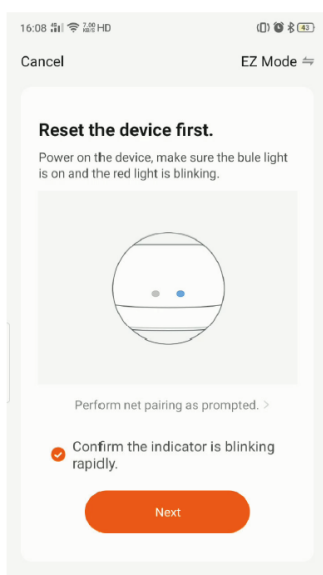 16:08 HD 43
Cancel
EZ Mode
Reset the device first.
Power on the device, make sure the bule light
is on and the red light is blinking.
Perform net pairing as prompted. >
Confirm the indicator is blinking
rapidly.
Next